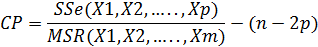 CP = SSe(X1, X2, ….., Xp) / MSR(X1, X2, ….., Xm) − (n − 2p)